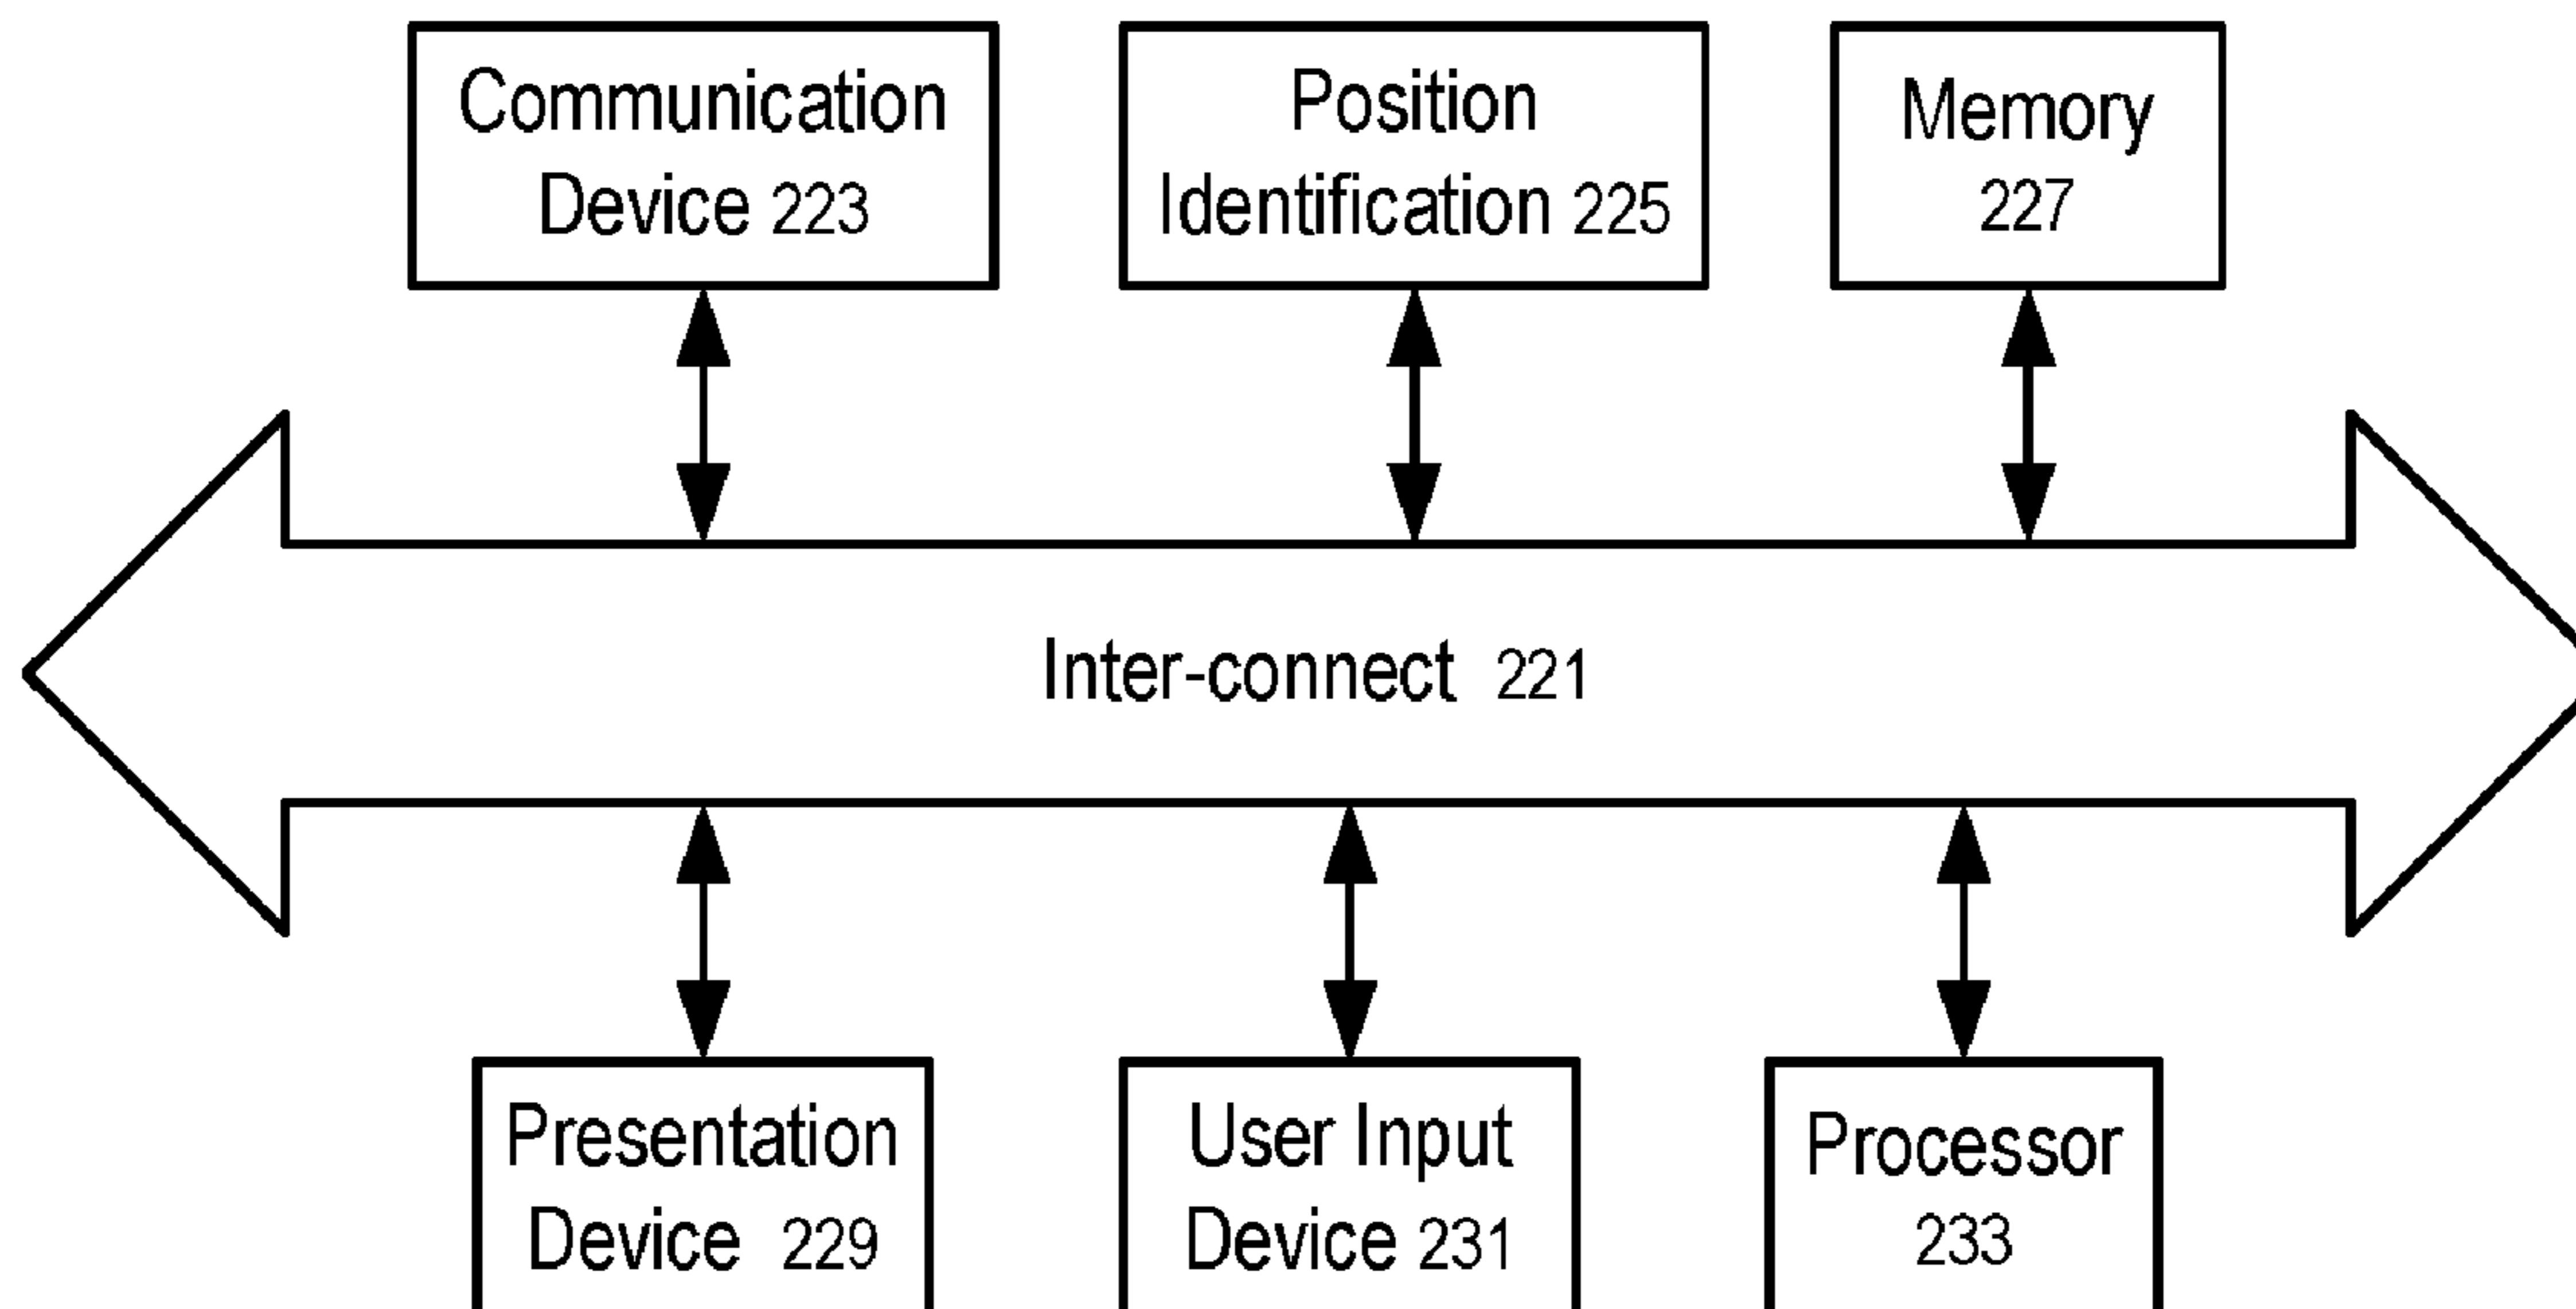 Communication
Device 223
Position
Identification 225
Memory
227
Inter-connect 221
Presentation
Device 229
User Input
Device 231
Processor
233